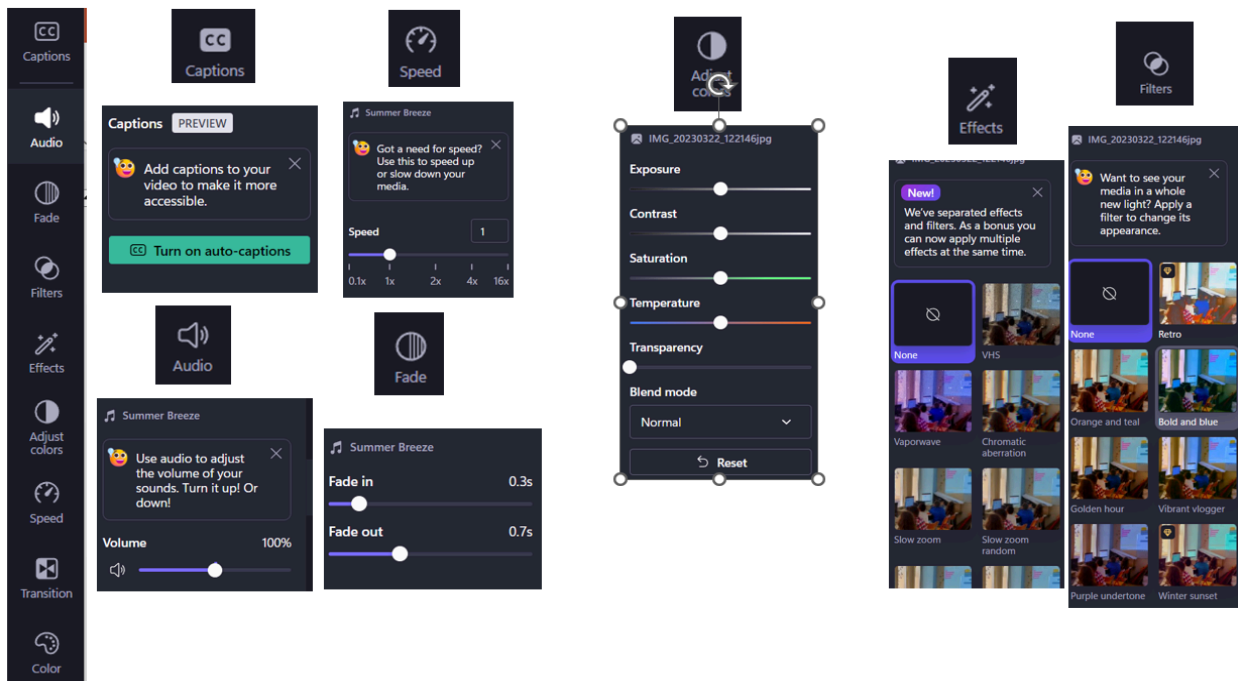 CC
Captions
Audio
Fade
Filters
Effects
Adjust
colors
Speed
Transition
Color
CC
Captions
Captions PREVIEW
Add captions to your
video to make it more
accessible.
CC Turn on auto-captions
Speed
Summer Breeze
Got a need for speed?
Use this to speed up
or slow down your
media.
Speed 1
0.1x 1x 2x 4x 16x
Audio
Summer Breeze
Use audio to adjust
the volume of your
sounds. Turn it up! Or
down!
Volume 100%
Fade
Summer Breeze
Fade in 0.3s
Fade out 0.7s
Adjust
colors
IMG_20230322_122146jpg
Exposure
Contrast
Saturation
Temperature
Transparency
Blend mode
Normal
Reset
Effects
IMG_20230322_122146jpg
New!
We've separated effects
and filters. As a bonus you
can now apply multiple
effects at the same time.
None VHS
Vaporwave Chromatic
aberration
Slow zoom Slow zoom
random
Filters
IMG_20230322_122146jpg
Want to see your
media in a whole
new light? Apply a
filter to change its
appearance.
None Retro
Orange and teal Bold and blue
Golden hour Vibrant vlogger
Purple undertone Winter sunset